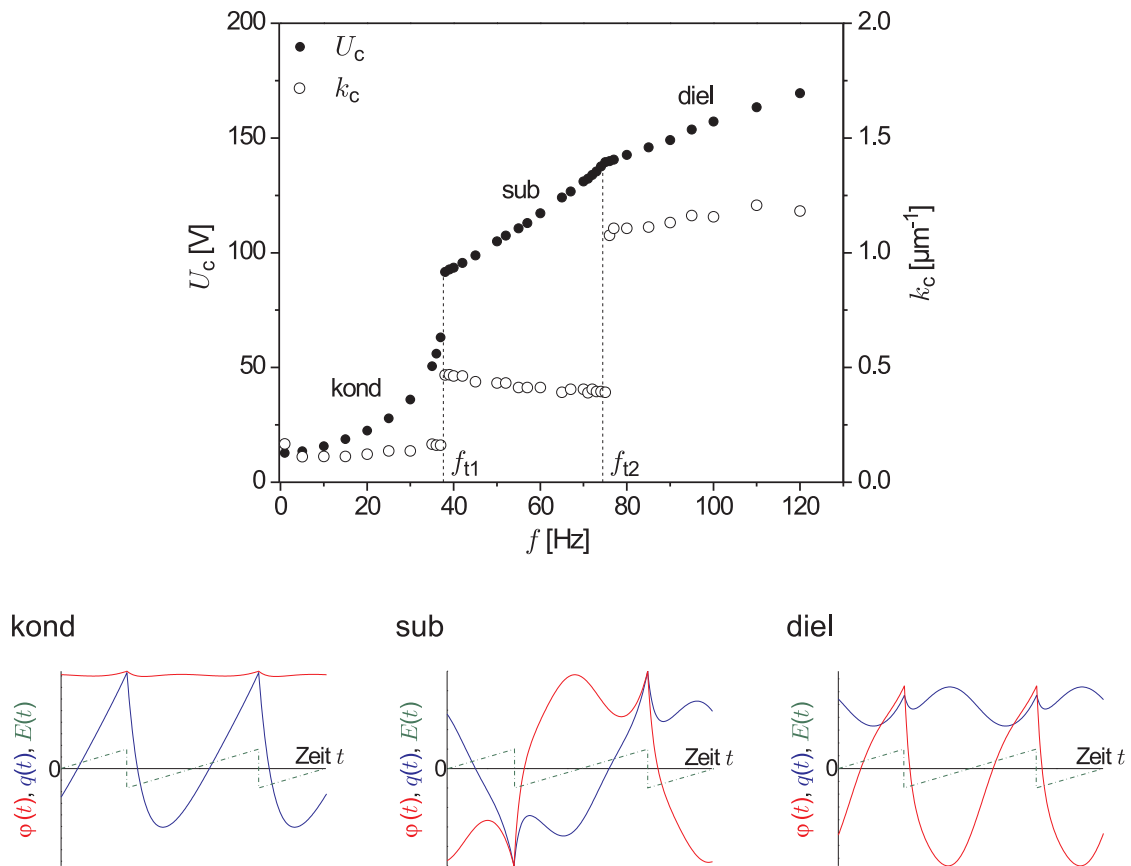 200
150
100
50
0
U_c [V]
2.0
1.5
1.0
0.5
0.0
k_c [µm⁻¹]
U_c
k_c
kond
sub
diel
f_t1
f_t2
0 20 40 60 80 100 120
f [Hz]
kond
φ(t), q(t), E(t)
0
Zeit t
sub
φ(t), q(t), E(t)
0
Zeit t
diel
φ(t), q(t), E(t)
0
Zeit t